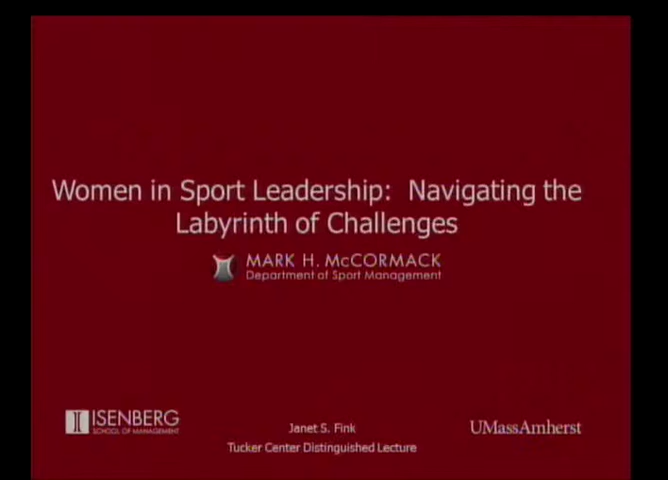 Women in Sport Leadership: Navigating the
Labyrinth of Challenges
MARK H. McCORMACK
Department of Sport Management
ISENBERG
SCHOOL OF MANAGEMENT
Janet S. Fink
Tucker Center Distinguished Lecture
UMassAmherst